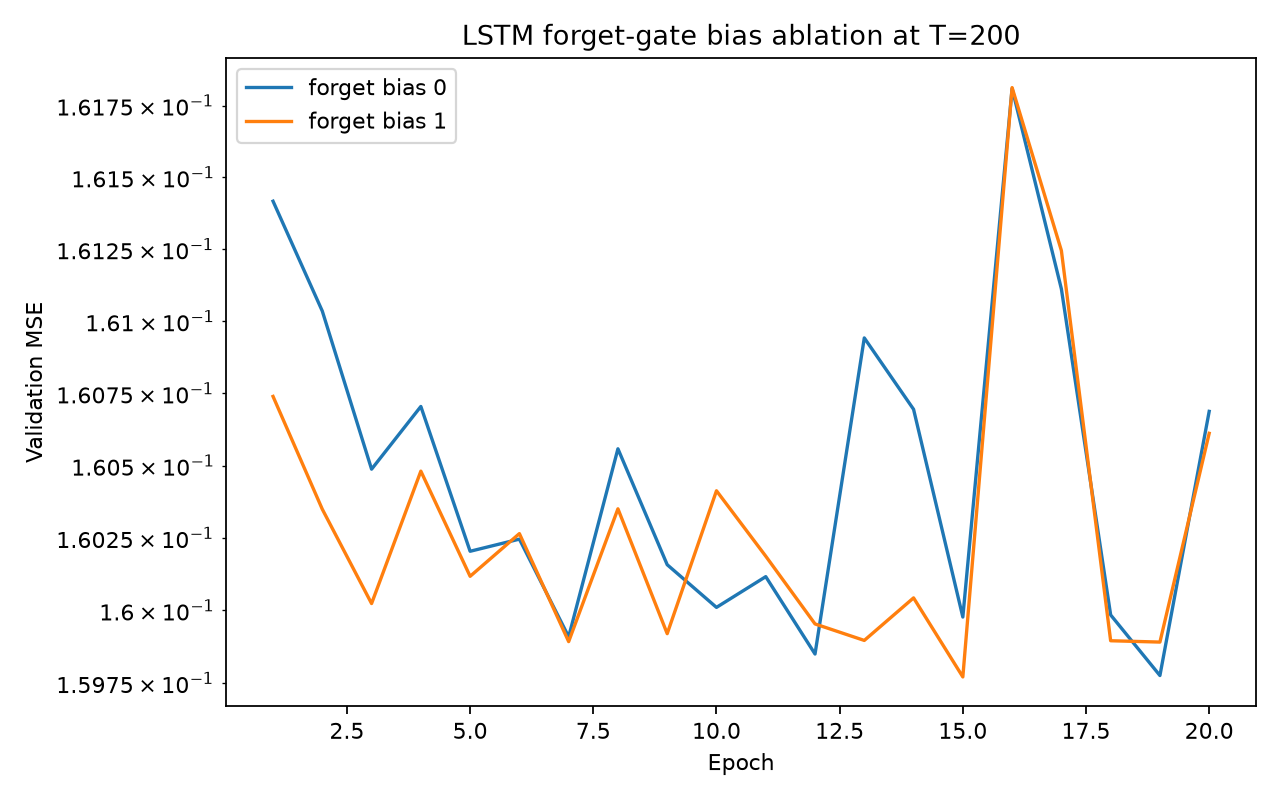 LSTM forget-gate bias ablation at T=200
forget bias 0
forget bias 1
1.6175 × 10⁻¹
1.615 × 10⁻¹
1.6125 × 10⁻¹
1.61 × 10⁻¹
1.6075 × 10⁻¹
1.605 × 10⁻¹
1.6025 × 10⁻¹
1.6 × 10⁻¹
1.5975 × 10⁻¹
Validation MSE
2.5 5.0 7.5 10.0 12.5 15.0 17.5 20.0
Epoch